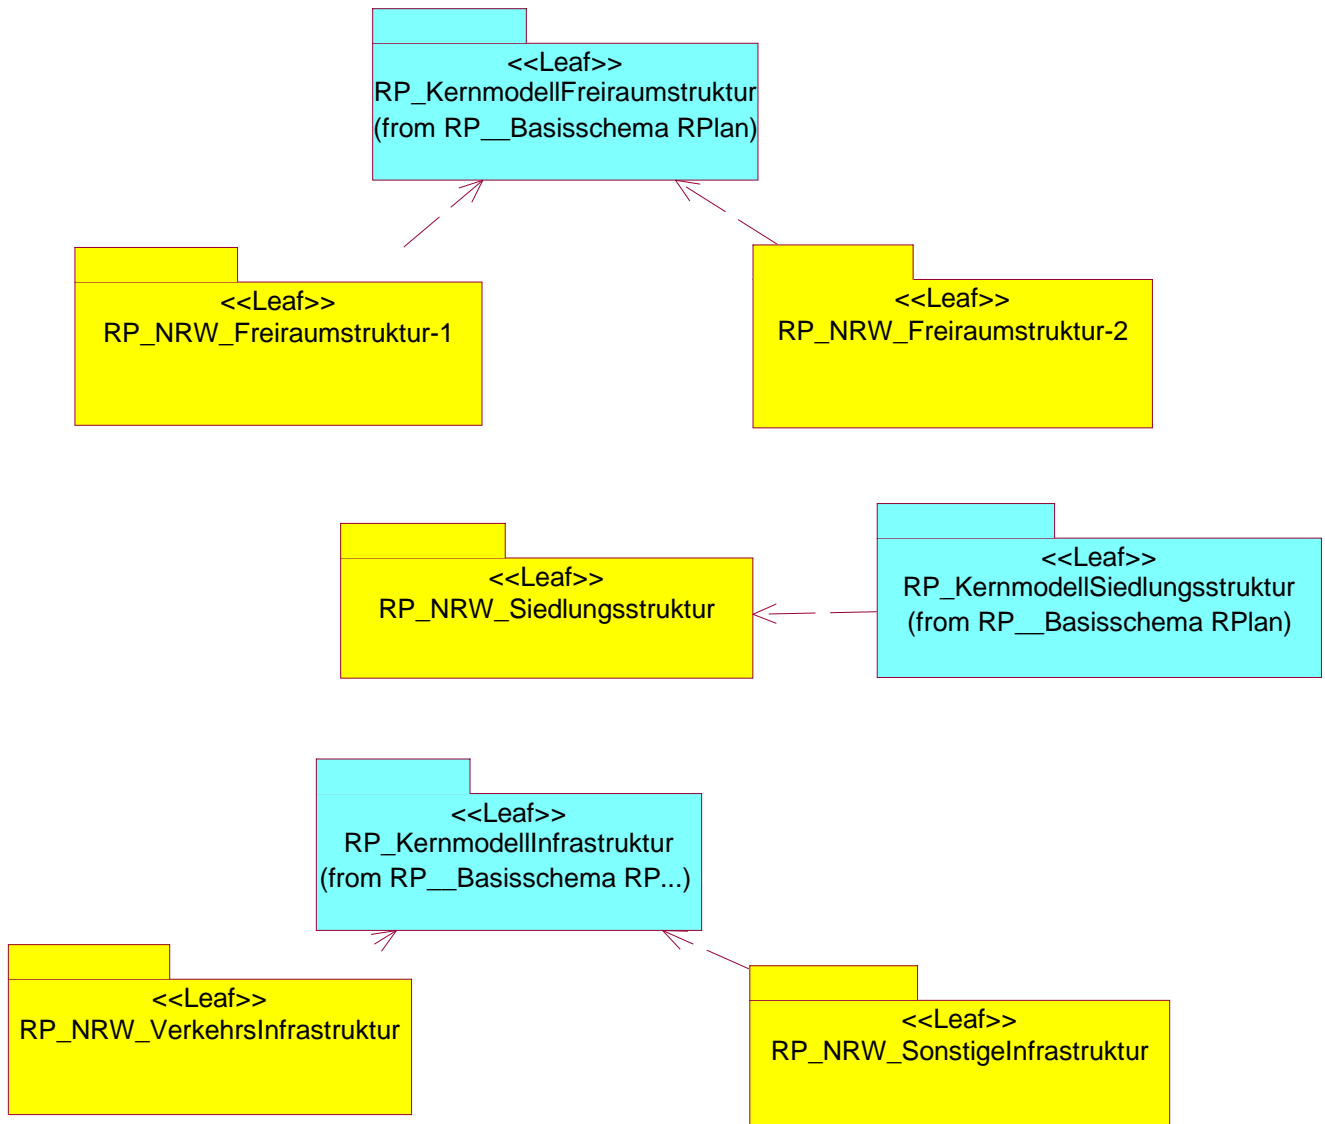 <<Leaf>>
RP_KernmodellFreiraumstruktur
(from RP__Basisschema RPlan)
<<Leaf>>
RP_NRW_Freiraumstruktur-1
<<Leaf>>
RP_NRW_Freiraumstruktur-2
<<Leaf>>
RP_NRW_Siedlungsstruktur
<<Leaf>>
RP_KernmodellSiedlungsstruktur
(from RP__Basisschema RPlan)
<<Leaf>>
RP_KernmodellInfrastruktur
(from RP__Basisschema RP...)
<<Leaf>>
RP_NRW_VerkehrsInfrastruktur
<<Leaf>>
RP_NRW_SonstigeInfrastruktur